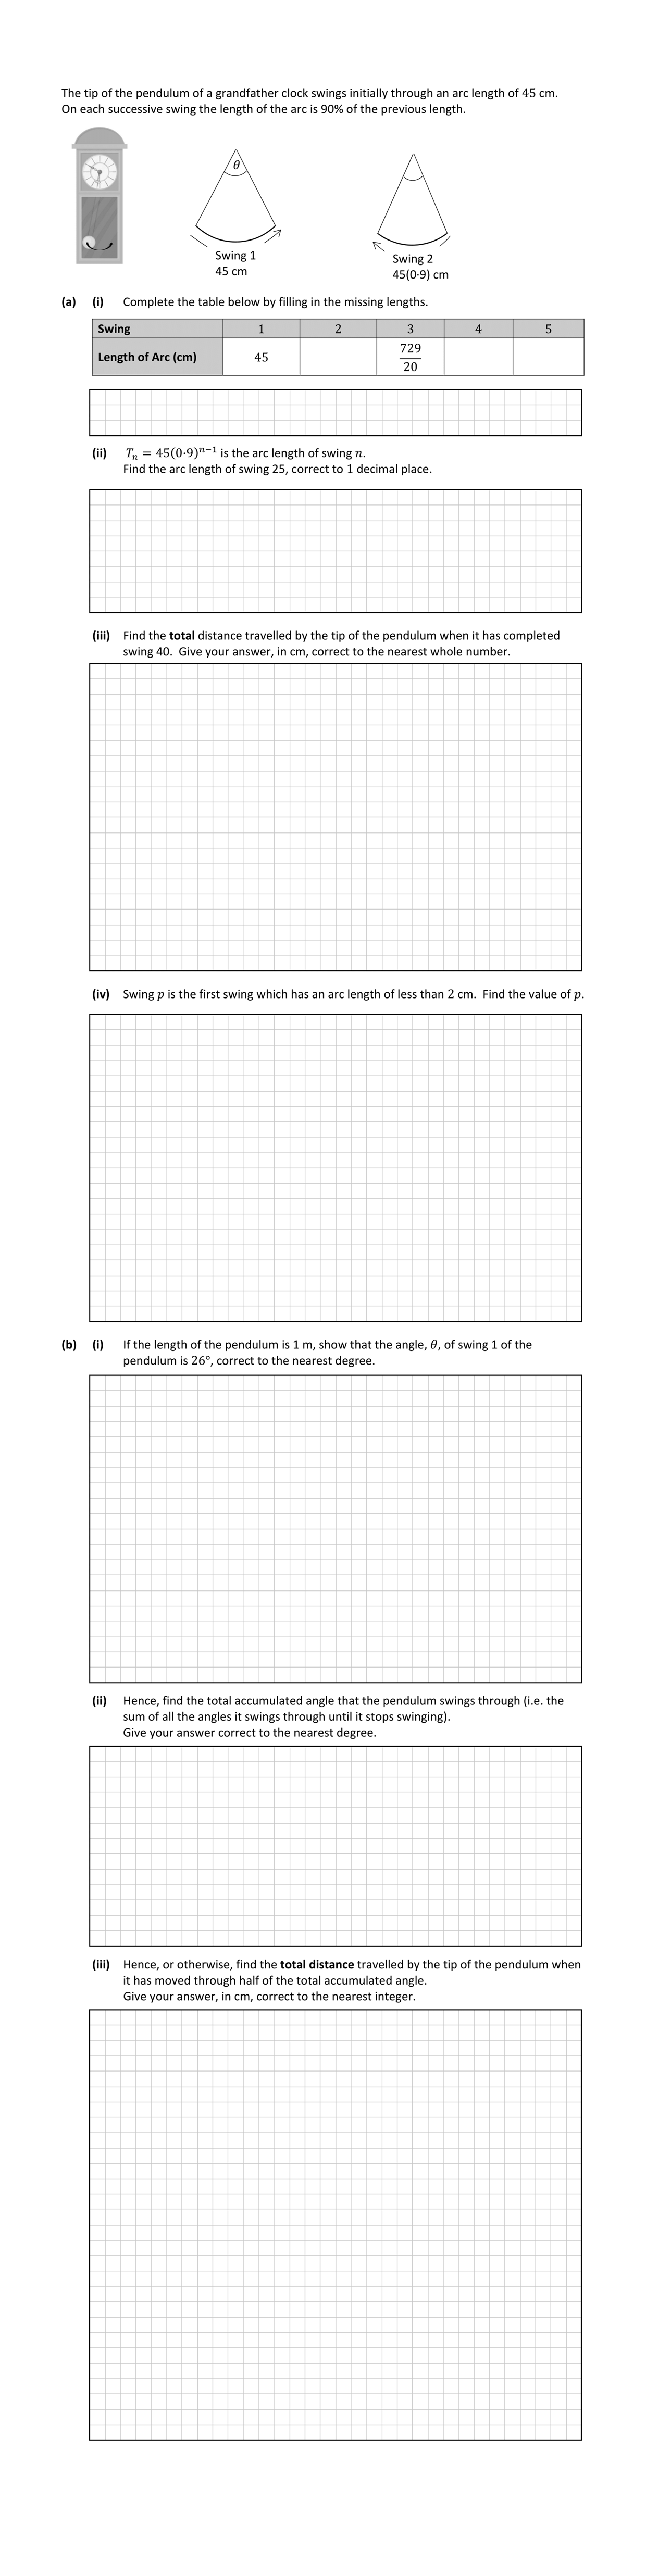 The tip of the pendulum of a grandfather clock swings initially through an arc length of 45 cm.
On each successive swing the length of the arc is 90% of the previous length.
θ
Swing 1
45 cm
Swing 2
45(0·9) cm
(a) (i) Complete the table below by filling in the missing lengths.
Swing 1 2 3 4 5
Length of Arc (cm) 45 729/20
(ii) Tₙ = 45(0·9)ⁿ⁻¹ is the arc length of swing n.
Find the arc length of swing 25, correct to 1 decimal place.
(iii) Find the total distance travelled by the tip of the pendulum when it has completed
swing 40. Give your answer, in cm, correct to the nearest whole number.
(iv) Swing p is the first swing which has an arc length of less than 2 cm. Find the value of p.
(b) (i) If the length of the pendulum is 1 m, show that the angle, θ, of swing 1 of the
pendulum is 26°, correct to the nearest degree.
(ii) Hence, find the total accumulated angle that the pendulum swings through (i.e. the
sum of all the angles it swings through until it stops swinging).
Give your answer correct to the nearest degree.
(iii) Hence, or otherwise, find the total distance travelled by the tip of the pendulum when
it has moved through half of the total accumulated angle.
Give your answer, in cm, correct to the nearest integer.